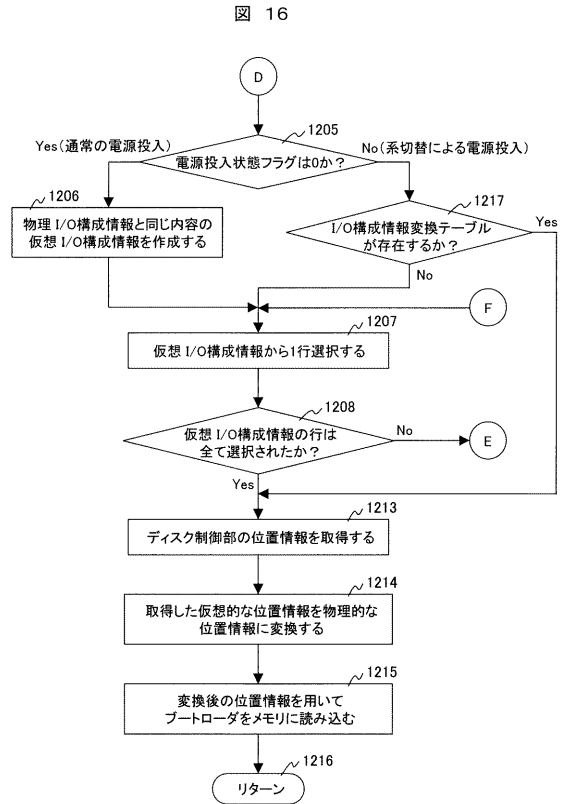 図 16
D
1205
Yes(通常の電源投入)
No(系切替による電源投入)
電源投入状態フラグは0か？
1206
物理 I/O構成情報と同じ内容の
仮想 I/O構成情報を作成する
1217
I/O構成情報変換テーブル
が存在するか？
Yes
No
F
1207
仮想 I/O構成情報から1行選択する
1208
仮想 I/O構成情報の行は
全て選択されたか？
No
E
Yes
1213
ディスク制御部の位置情報を取得する
1214
取得した仮想的な位置情報を物理的な
位置情報に変換する
1215
変換後の位置情報を用いて
ブートローダをメモリに読み込む
1216
リターン